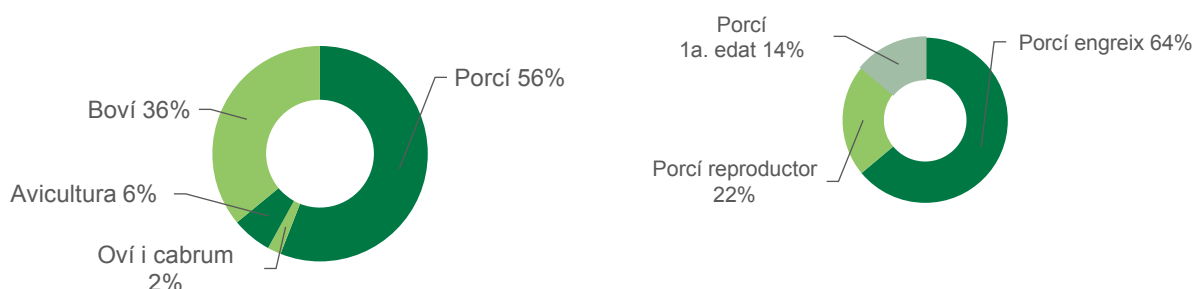 Porcí 56%
Boví 36%
Avicultura 6%
Oví i cabrum
2%
Porcí
1a. edat 14%
Porcí engreix 64%
Porcí reproductor
22%